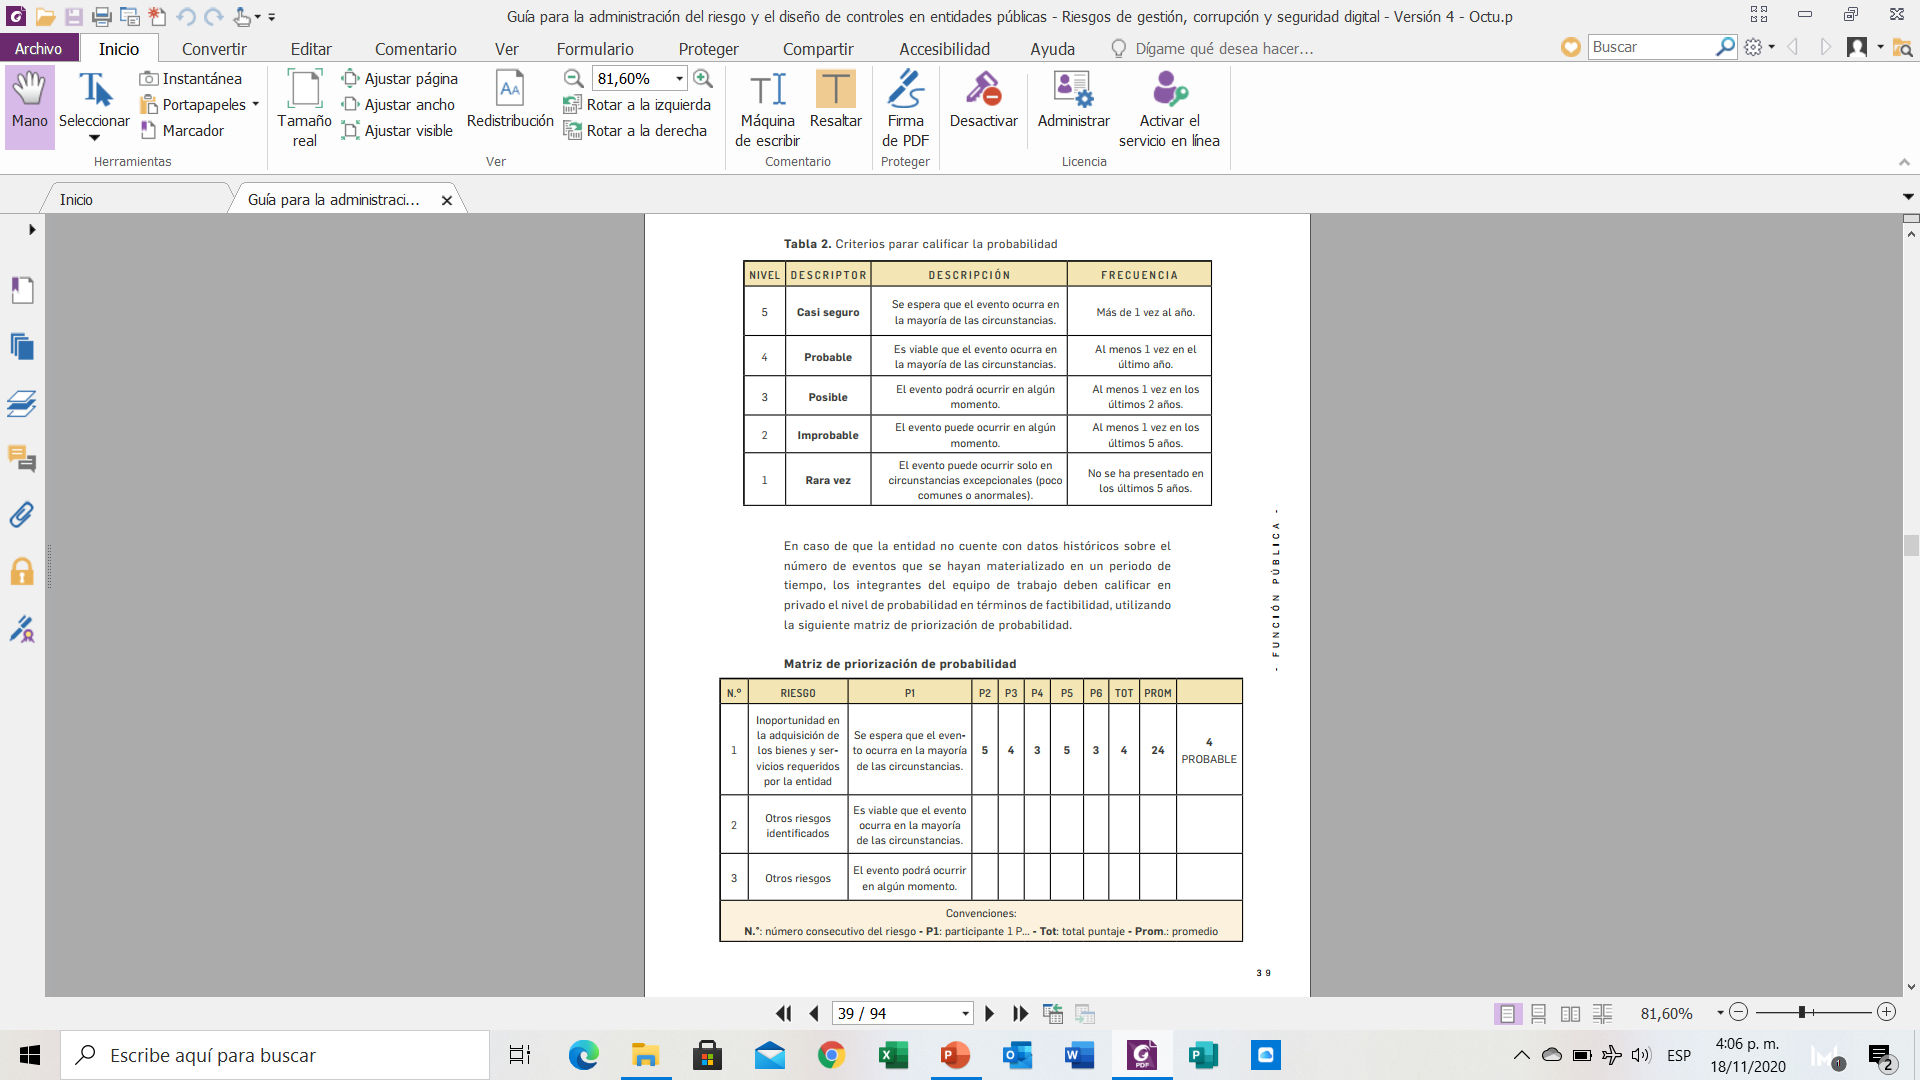 Guía para la administración del riesgo y el diseño de controles en entidades públicas - Riesgos de gestión, corrupción y seguridad digital - Versión 4 - Octu.p
Archivo Inicio Convertir Editar Comentario Ver Formulario Proteger Compartir Accesibilidad Ayuda Dígame qué desea hacer... Buscar
Mano
Seleccionar
Instantánea
Portapapeles
Marcador
Herramientas
Tamaño
real
Ajustar página
Ajustar ancho
Ajustar visible
Redistribución
81,60%
Rotar a la izquierda
Rotar a la derecha
Ver
Máquina
de escribir
Resaltar
Comentario
Firma
de PDF
Proteger
Desactivar
Administrar
Activar el
servicio en línea
Licencia
Inicio
Guía para la administraci...
Tabla 2. Criterios parar calificar la probabilidad
NIVEL DESCRIPTOR DESCRIPCIÓN FRECUENCIA
5
Casi seguro
Se espera que el evento ocurra en
la mayoría de las circunstancias.
Más de 1 vez al año.
4
Probable
Es viable que el evento ocurra en
la mayoría de las circunstancias.
Al menos 1 vez en el
último año.
3
Posible
El evento podrá ocurrir en algún
momento.
Al menos 1 vez en los
últimos 2 años.
2
Improbable
El evento puede ocurrir en algún
momento.
Al menos 1 vez en los
últimos 5 años.
1
Rara vez
El evento puede ocurrir solo en
circunstancias excepcionales (poco
comunes o anormales).
No se ha presentado en
los últimos 5 años.
En caso de que la entidad no cuente con datos históricos sobre el
número de eventos que se hayan materializado en un periodo de
tiempo, los integrantes del equipo de trabajo deben calificar en
privado el nivel de probabilidad en términos de factibilidad, utilizando
la siguiente matriz de priorización de probabilidad.
- FUNCIÓN PÚBLICA -
Matriz de priorización de probabilidad
N.º RIESGO P1 P2 P3 P4 P5 P6 TOT PROM
1
Inoportunidad en
la adquisición de
los bienes y ser-
vicios requeridos
por la entidad
Se espera que el even-
to ocurra en la mayoría
de las circunstancias.
5 4 3 5 3 4 24
4
PROBABLE
2
Otros riesgos
identificados
Es viable que el evento
ocurra en la mayoría
de las circunstancias.
3
Otros riesgos
El evento podrá ocurrir
en algún momento.
Convenciones:
N.°: número consecutivo del riesgo - P1: participante 1 P... - Tot: total puntaje - Prom.: promedio
39
39 / 94
81,60%
Escribe aquí para buscar
ESP
4:06 p. m.
18/11/2020
1
2